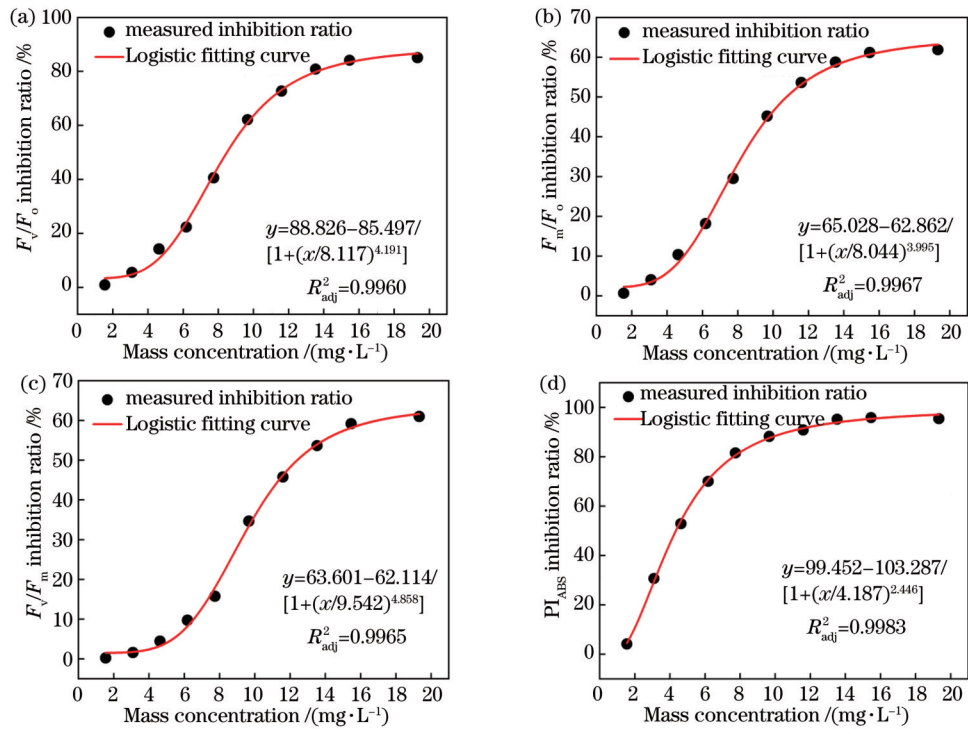 (a)
measured inhibition ratio
Logistic fitting curve
y=88.826−85.497/
[1+(x/8.117)^4.191]
R²adj=0.9960
Fv/Fo inhibition ratio /%
100
80
60
40
20
0
0 2 4 6 8 10 12 14 16 18 20
Mass concentration /(mg·L⁻¹)
(b)
measured inhibition ratio
Logistic fitting curve
y=65.028−62.862/
[1+(x/8.044)^3.995]
R²adj=0.9967
Fm/Fo inhibition ratio /%
70
60
50
40
30
20
10
0
0 2 4 6 8 10 12 14 16 18 20
Mass concentration /(mg·L⁻¹)
(c)
measured inhibition ratio
Logistic fitting curve
y=63.601−62.114/
[1+(x/9.542)^4.858]
R²adj=0.9965
Fv/Fm inhibition ratio /%
70
60
50
40
30
20
10
0
0 2 4 6 8 10 12 14 16 18 20
Mass concentration /(mg·L⁻¹)
(d)
measured inhibition ratio
Logistic fitting curve
y=99.452−103.287/
[1+(x/4.187)^2.446]
R²adj=0.9983
PI_ABS inhibition ratio /%
100
80
60
40
20
0
0 2 4 6 8 10 12 14 16 18 20
Mass concentration /(mg·L⁻¹)